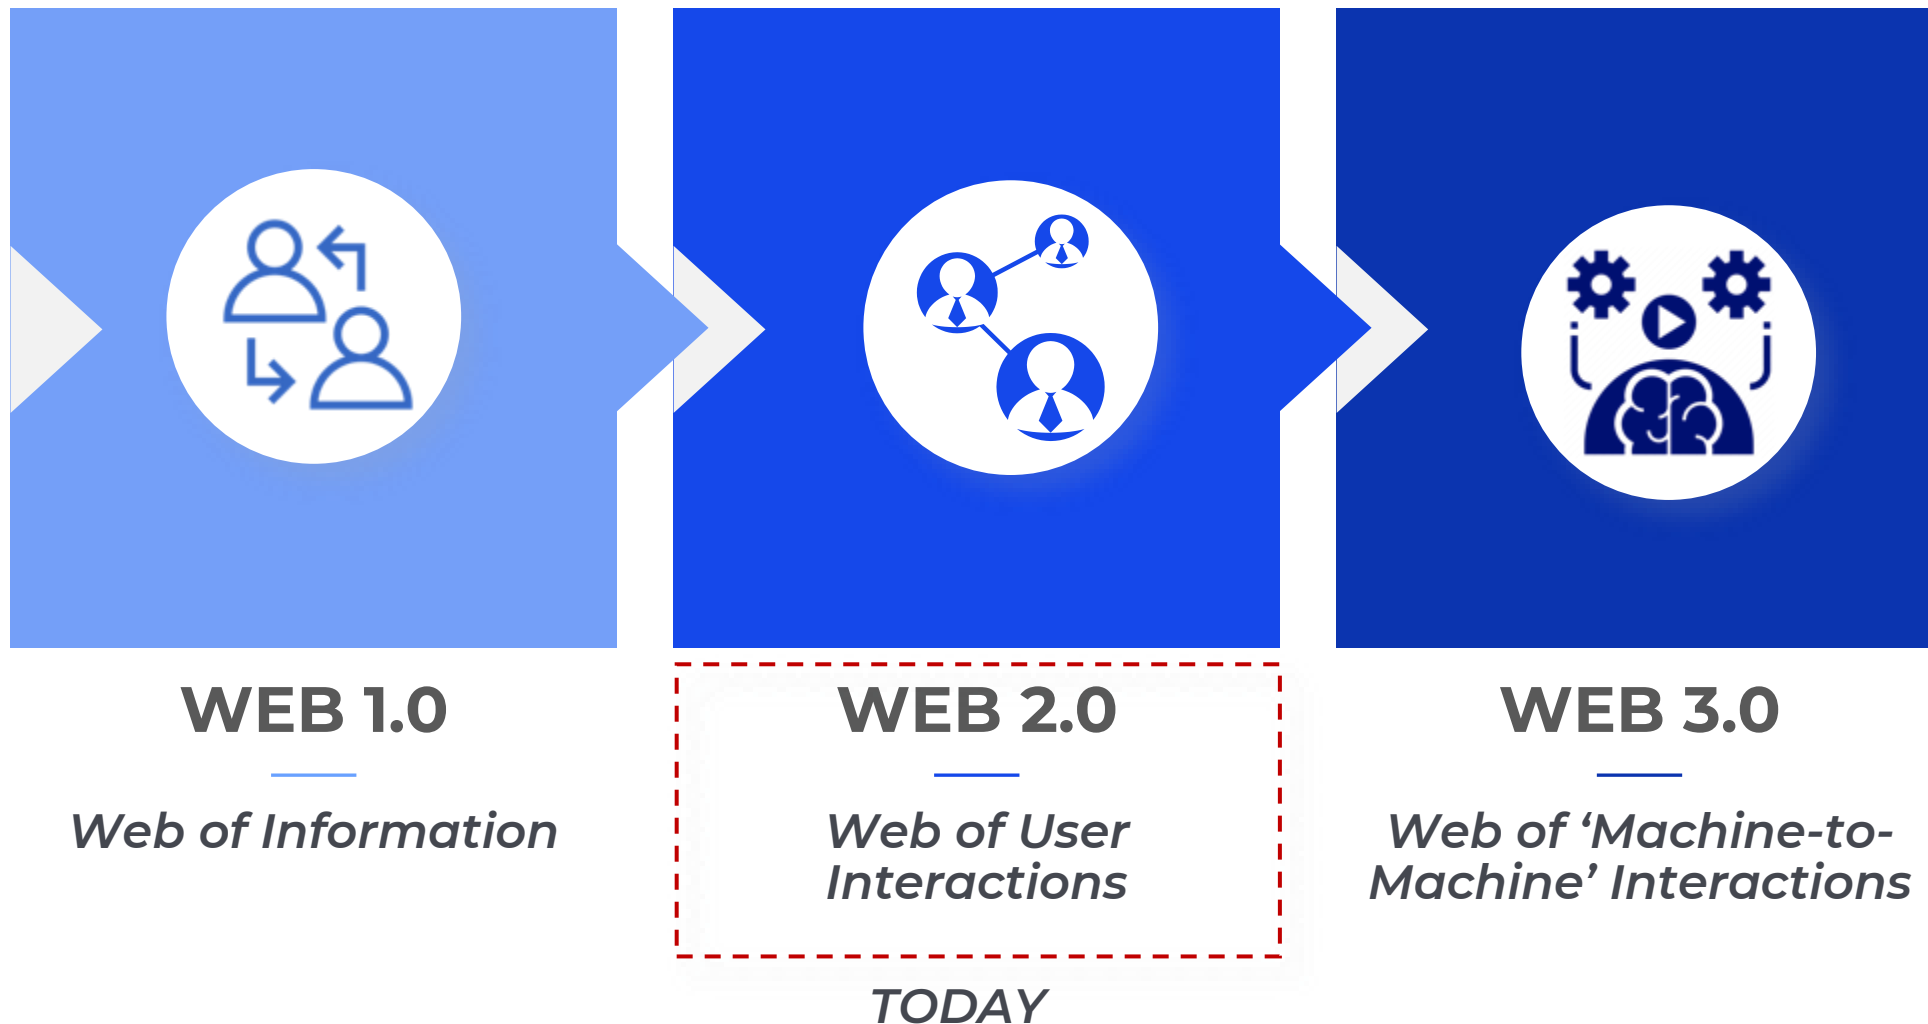 WEB 1.0
Web of Information
WEB 2.0
Web of User
Interactions
TODAY
WEB 3.0
Web of ‘Machine-to-
Machine’ Interactions